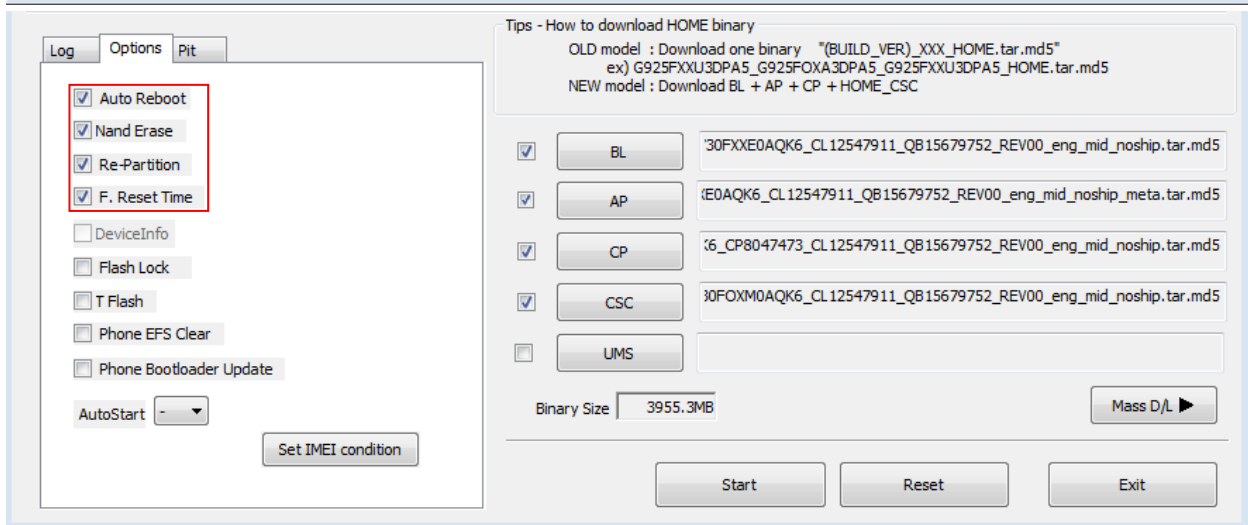 Log Options Pit
Auto Reboot
Nand Erase
Re-Partition
F. Reset Time
DeviceInfo
Flash Lock
T Flash
Phone EFS Clear
Phone Bootloader Update
AutoStart -
Set IMEI condition
Tips - How to download HOME binary
OLD model : Download one binary "(BUILD_VER)_XXX_HOME.tar.md5"
ex) G925FXXU3DPA5_G925FOXA3DPA5_G925FXXU3DPA5_HOME.tar.md5
NEW model : Download BL + AP + CP + HOME_CSC
BL 30FXXE0AQK6_CL12547911_QB15679752_REV00_eng_mid_noship.tar.md5
AP XE0AQK6_CL12547911_QB15679752_REV00_eng_mid_noship_meta.tar.md5
CP K6_CP8047473_CL12547911_QB15679752_REV00_eng_mid_noship.tar.md5
CSC 30FOXM0AQK6_CL12547911_QB15679752_REV00_eng_mid_noship.tar.md5
UMS
Binary Size 3955.3MB
Mass D/L
Start Reset Exit